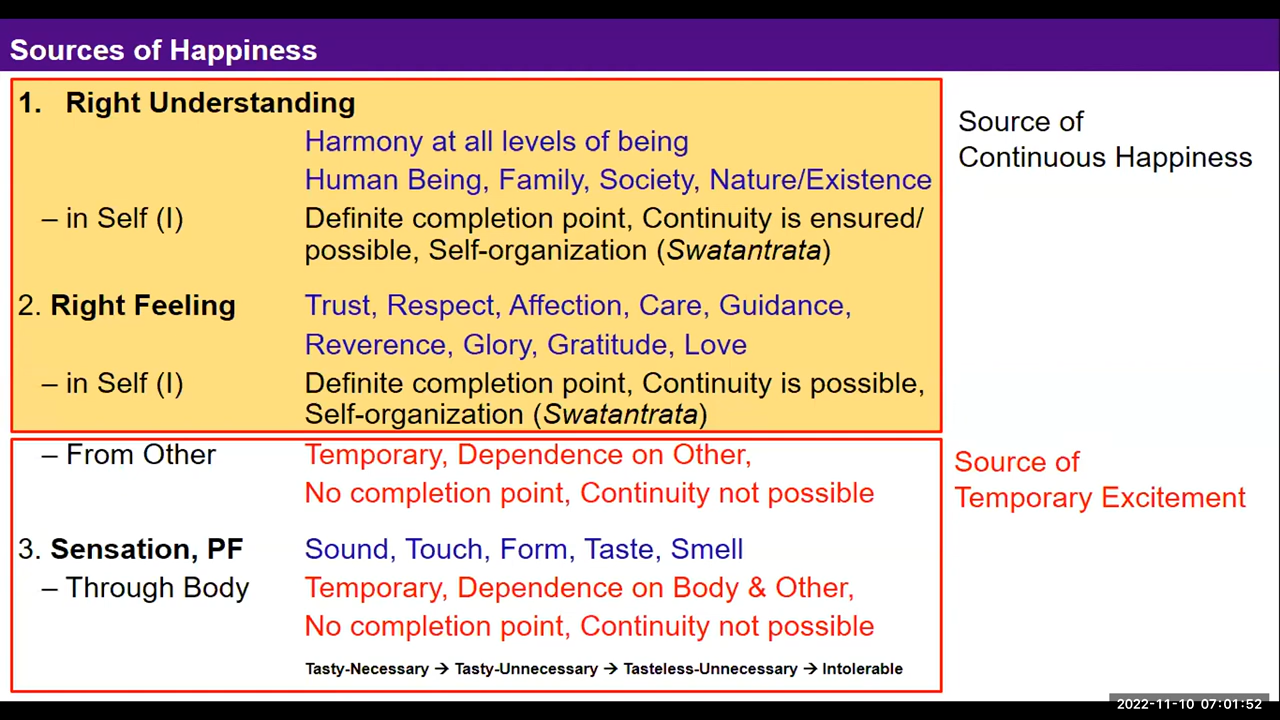 Sources of Happiness
1. Right Understanding
Harmony at all levels of being
Human Being, Family, Society, Nature/Existence
– in Self (I) Definite completion point, Continuity is ensured/
possible, Self-organization (Swatantrata)
2. Right Feeling Trust, Respect, Affection, Care, Guidance,
Reverence, Glory, Gratitude, Love
– in Self (I) Definite completion point, Continuity is possible,
Self-organization (Swatantrata)
Source of
Continuous Happiness
– From Other Temporary, Dependence on Other,
No completion point, Continuity not possible
3. Sensation, PF Sound, Touch, Form, Taste, Smell
– Through Body Temporary, Dependence on Body & Other,
No completion point, Continuity not possible
Tasty-Necessary → Tasty-Unnecessary → Tasteless-Unnecessary → Intolerable
Source of
Temporary Excitement
2022-11-10 07:01:52